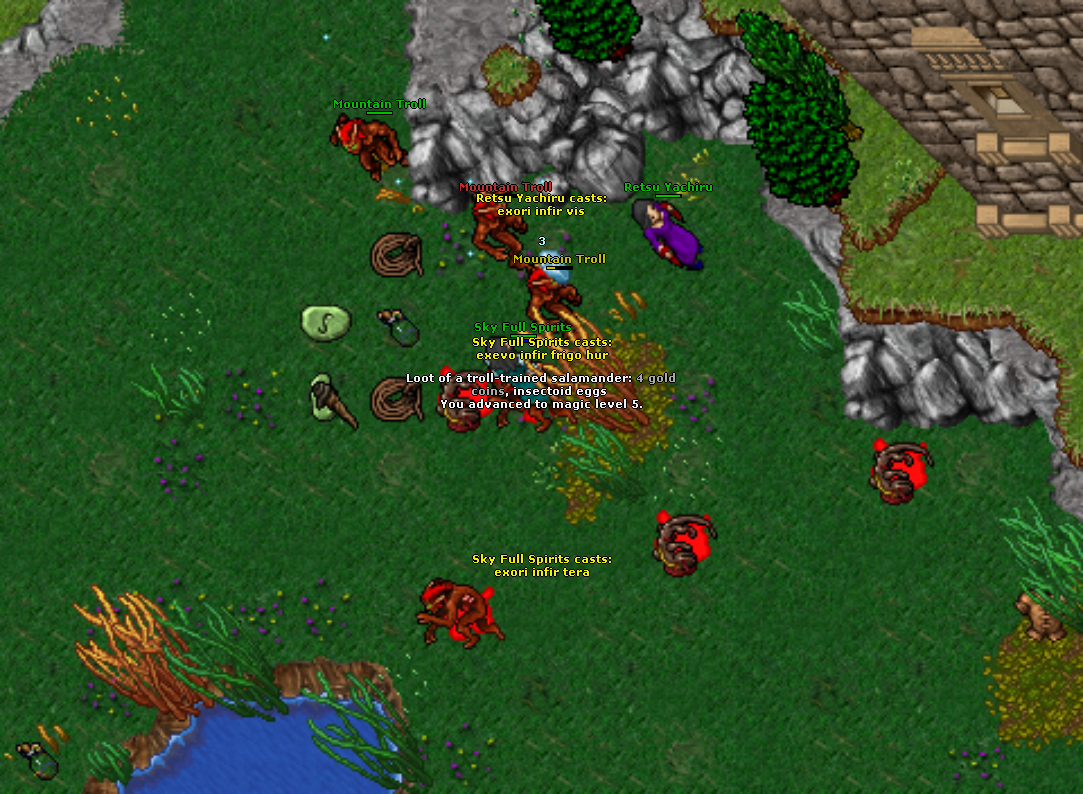 Mountain Troll
Mountain Troll
Retsu Yachiru
Retsu Yachiru casts:
exori infir vis
3
Mountain Troll
Sky Full Spirits
Sky Full Spirits casts:
exevo infir frigo hur
Loot of a troll-trained salamander: 4 gold
coins, insectoid eggs
You advanced to magic level 5.
Sky Full Spirits casts:
exori infir tera